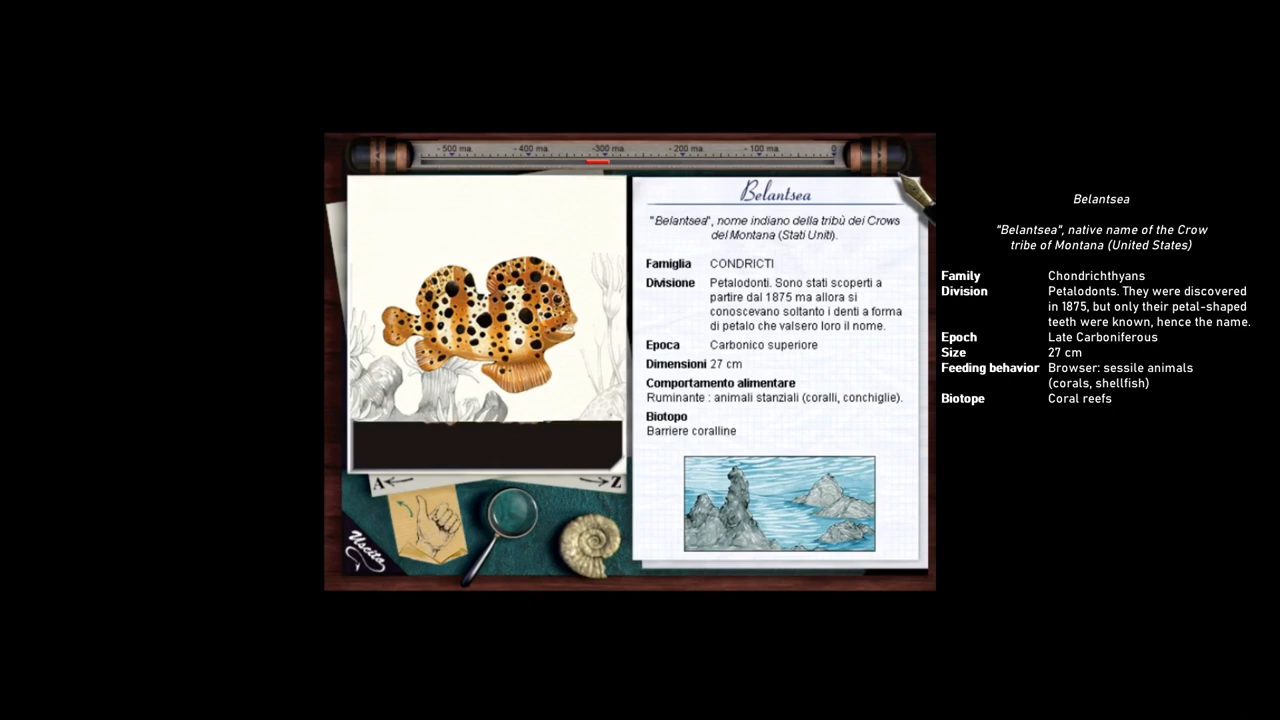 - 500 ma. - 400 ma. -300 ma. - 200 ma. - 100 ma. 0
Belantsea
"Belantsea", nome indiano della tribù dei Crows
del Montana (Stati Uniti).
Famiglia CONDRICTI
Divisione Petalodonti. Sono stati scoperti a
partire dal 1875 ma allora si
conoscevano soltanto i denti a forma
di petalo che valsero loro il nome.
Epoca Carbonico superiore
Dimensioni 27 cm
Comportamento alimentare
Ruminante : animali stanziali (coralli, conchiglie).
Biotopo
Barriere coralline
A Z
Uscita
Belantsea
"Belantsea", native name of the Crow
tribe of Montana (United States)
Family Chondrichthyans
Division Petalodonts. They were discovered
in 1875, but only their petal-shaped
teeth were known, hence the name.
Epoch Late Carboniferous
Size 27 cm
Feeding behavior Browser: sessile animals
(corals, shellfish)
Biotope Coral reefs